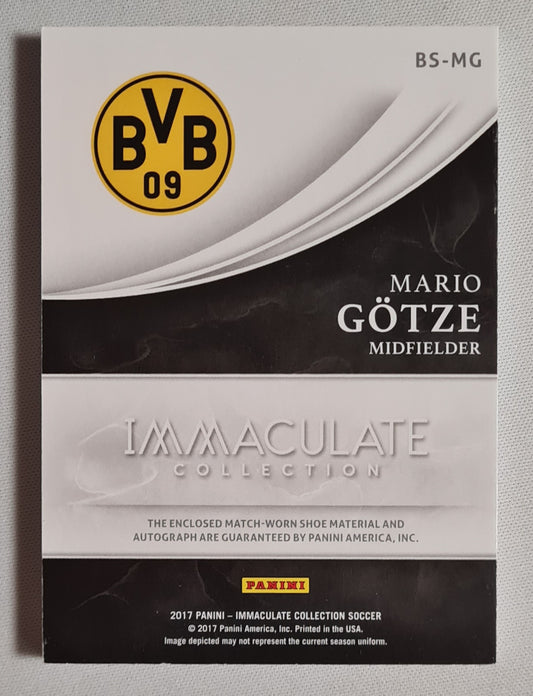 BS-MG
BVB
09
MARIO
GÖTZE
MIDFIELDER
IMMACULATE
COLLECTION
THE ENCLOSED MATCH-WORN SHOE MATERIAL AND
AUTOGRAPH ARE GUARANTEED BY PANINI AMERICA, INC.
PANINI
2017 PANINI – IMMACULATE COLLECTION SOCCER
© 2017 Panini America, Inc. Printed in the USA.
Image depicted may not represent the current season uniform.